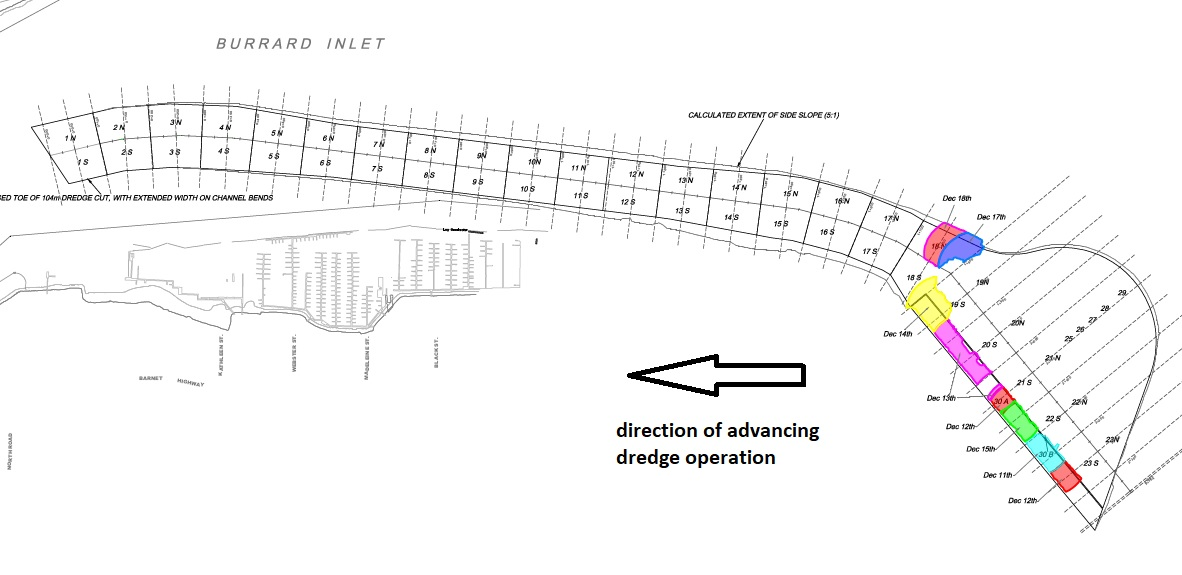 BURRARD INLET
CALCULATED EXTENT OF SIDE SLOPE (5:1)
1 N
2 N
3 N
4 N
5 N
6 N
7 N
8 N
9N
10N
11 N
12 N
13 N
14 N
15 N
16 N
17 N
1 S
2 S
3 S
4 S
5 S
6 S
7 S
8 S
9 S
10 S
11 S
12 S
13 S
14 S
15 S
16 S
17 S
TOE OF 104m DREDGE CUT, WITH EXTENDED WIDTH ON CHANNEL BENDS
Dec 18th
Dec 17th
18 N
18 S
19N
19 S
Dec 14th
20N
20 S
21 N
21 S
22 N
22 S
23N
23 S
25
26
27
28
29
Dec 13th
30 A
Dec 12th
Dec 15th
30 B
Dec 11th
Dec 12th
KATHLEEN ST.
WEBSTER ST.
MADELEINE ST.
BLACK ST.
BARNET HIGHWAY
NORTH ROAD
direction of advancing
dredge operation